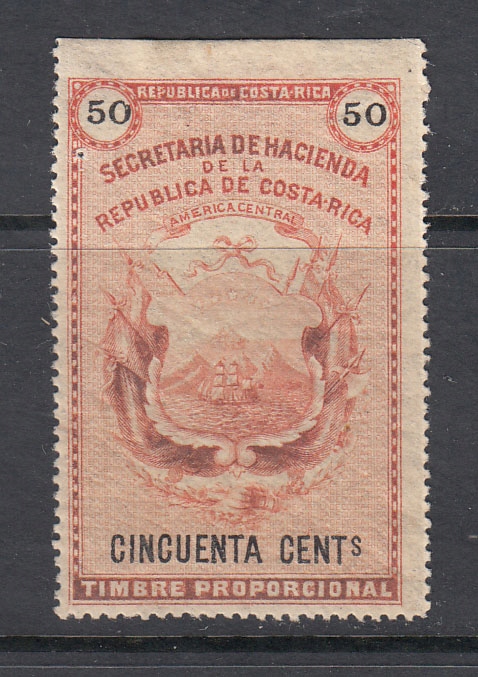 REPUBLICA DE COSTA·RICA
50 50
SECRETARIA DE HACIENDA
DE LA
REPUBLICA DE COSTA·RICA
AMERICA CENTRAL
CINCUENTA CENTs
TIMBRE PROPORCIONAL